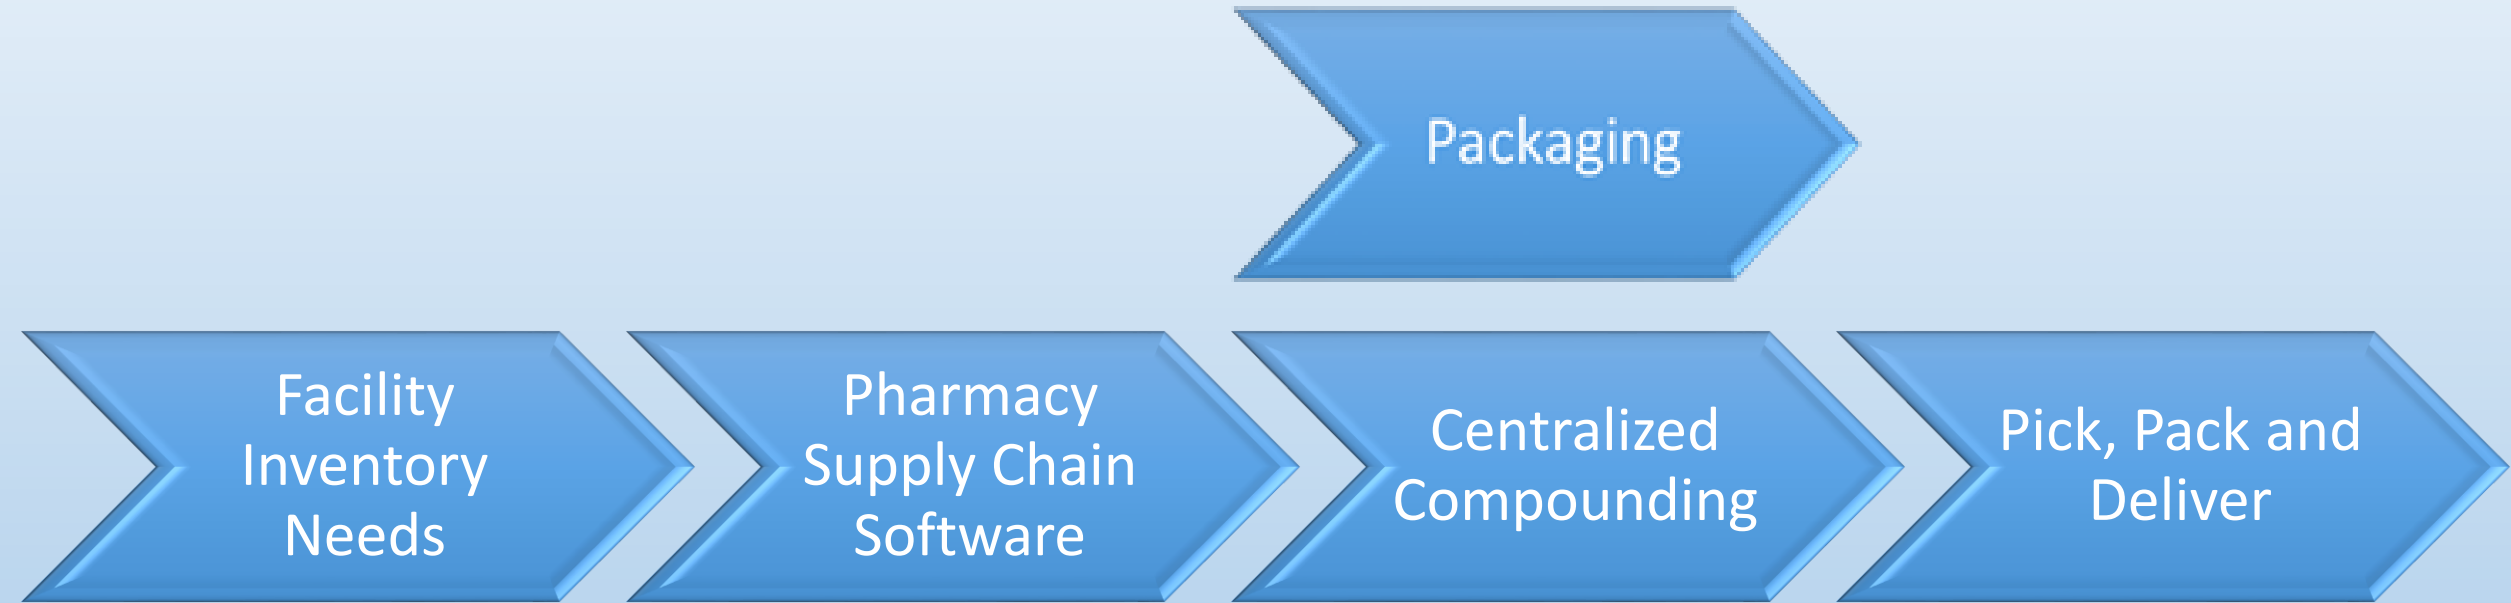 Packaging
Facility
Inventory
Needs
Pharmacy
Supply Chain
Software
Centralized
Compounding
Pick, Pack and
Deliver